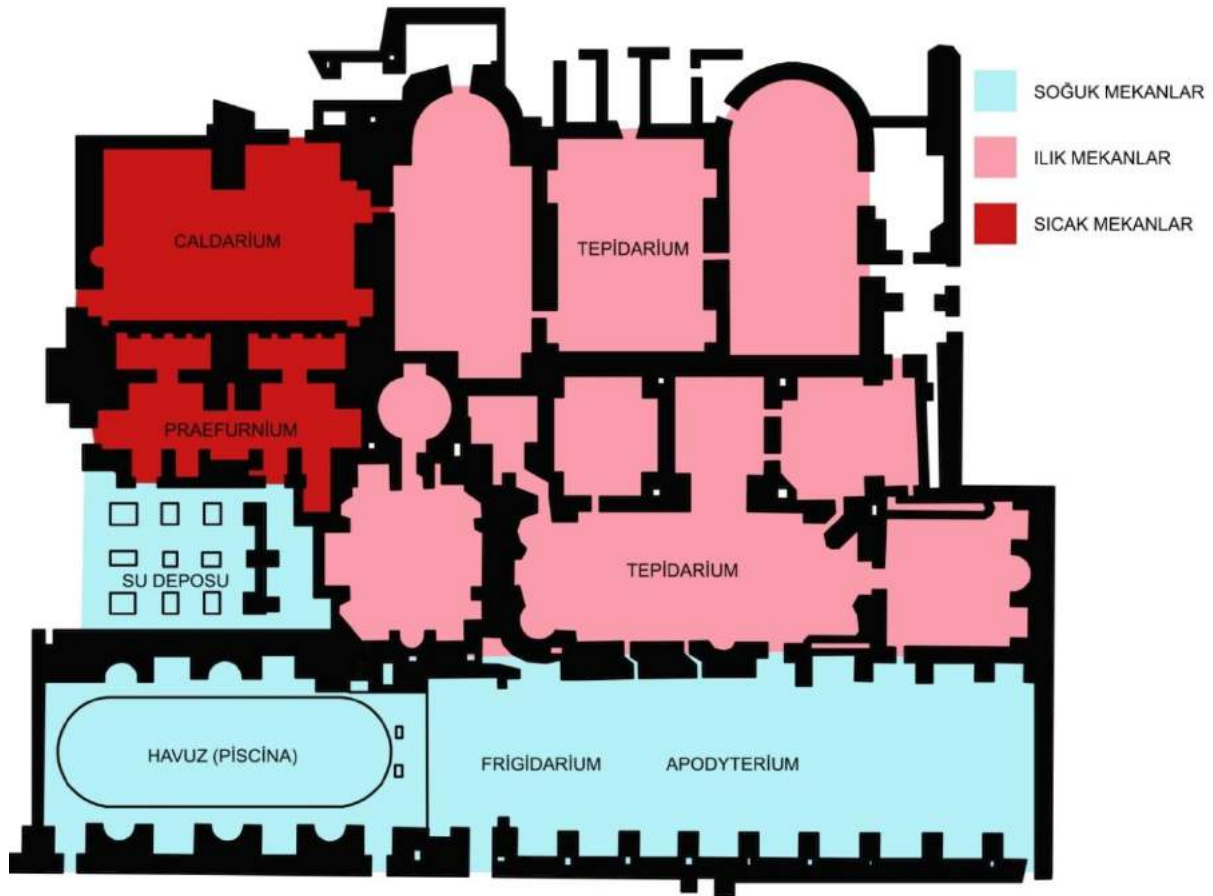 SOĞUK MEKANLAR
ILIK MEKANLAR
SICAK MEKANLAR
CALDARİUM
TEPİDARİUM
PRAEFURNİUM
SU DEPOSU
TEPİDARİUM
HAVUZ (PİSCİNA)
FRİGİDARİUM
APODYTERİUM